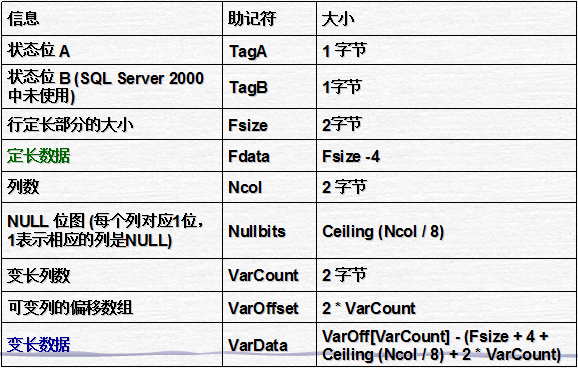 信息 助记符 大小
状态位 A TagA 1 字节
状态位 B (SQL Server 2000
中未使用) TagB 1字节
行定长部分的大小 Fsize 2字节
定长数据 Fdata Fsize -4
列数 Ncol 2 字节
NULL 位图 (每个列对应1位，
1表示相应的列是NULL) Nullbits Ceiling (Ncol / 8)
变长列数 VarCount 2 字节
可变列的偏移数组 VarOffset 2 * VarCount
变长数据 VarData VarOff[VarCount] - (Fsize + 4 +
Ceiling (Ncol / 8) + 2 * VarCount)